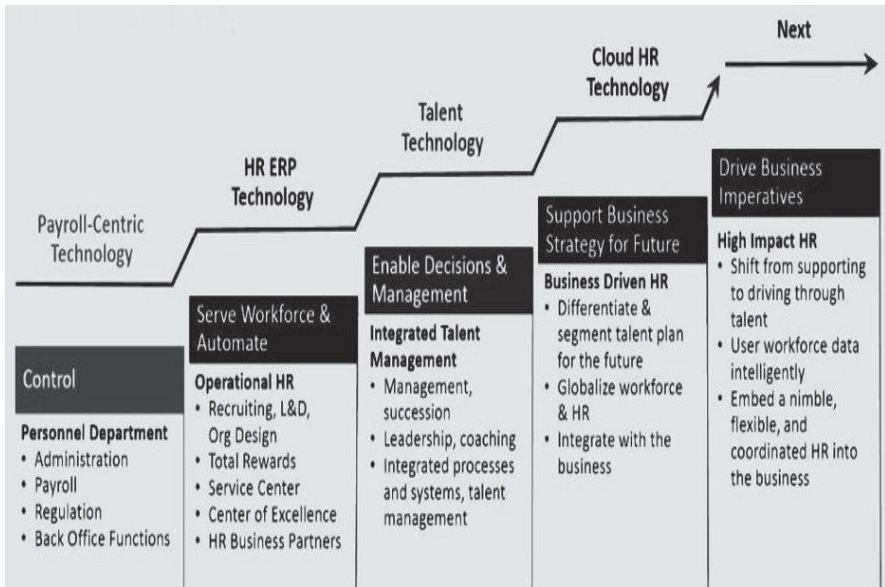 Payroll-Centric
Technology
HR ERP
Technology
Talent
Technology
Cloud HR
Technology
Next
Control
Personnel Department
• Administration
• Payroll
• Regulation
• Back Office Functions
Serve Workforce &
Automate
Operational HR
• Recruiting, L&D,
Org Design
• Total Rewards
• Service Center
• Center of Excellence
• HR Business Partners
Enable Decisions &
Management
Integrated Talent
Management
• Management,
succession
• Leadership, coaching
• Integrated processes
and systems, talent
management
Support Business
Strategy for Future
Business Driven HR
• Differentiate &
segment talent plan
for the future
• Globalize workforce
& HR
• Integrate with the
business
Drive Business
Imperatives
High Impact HR
• Shift from supporting
to driving through
talent
• User workforce data
intelligently
• Embed a nimble,
flexible, and
coordinated HR into
the business